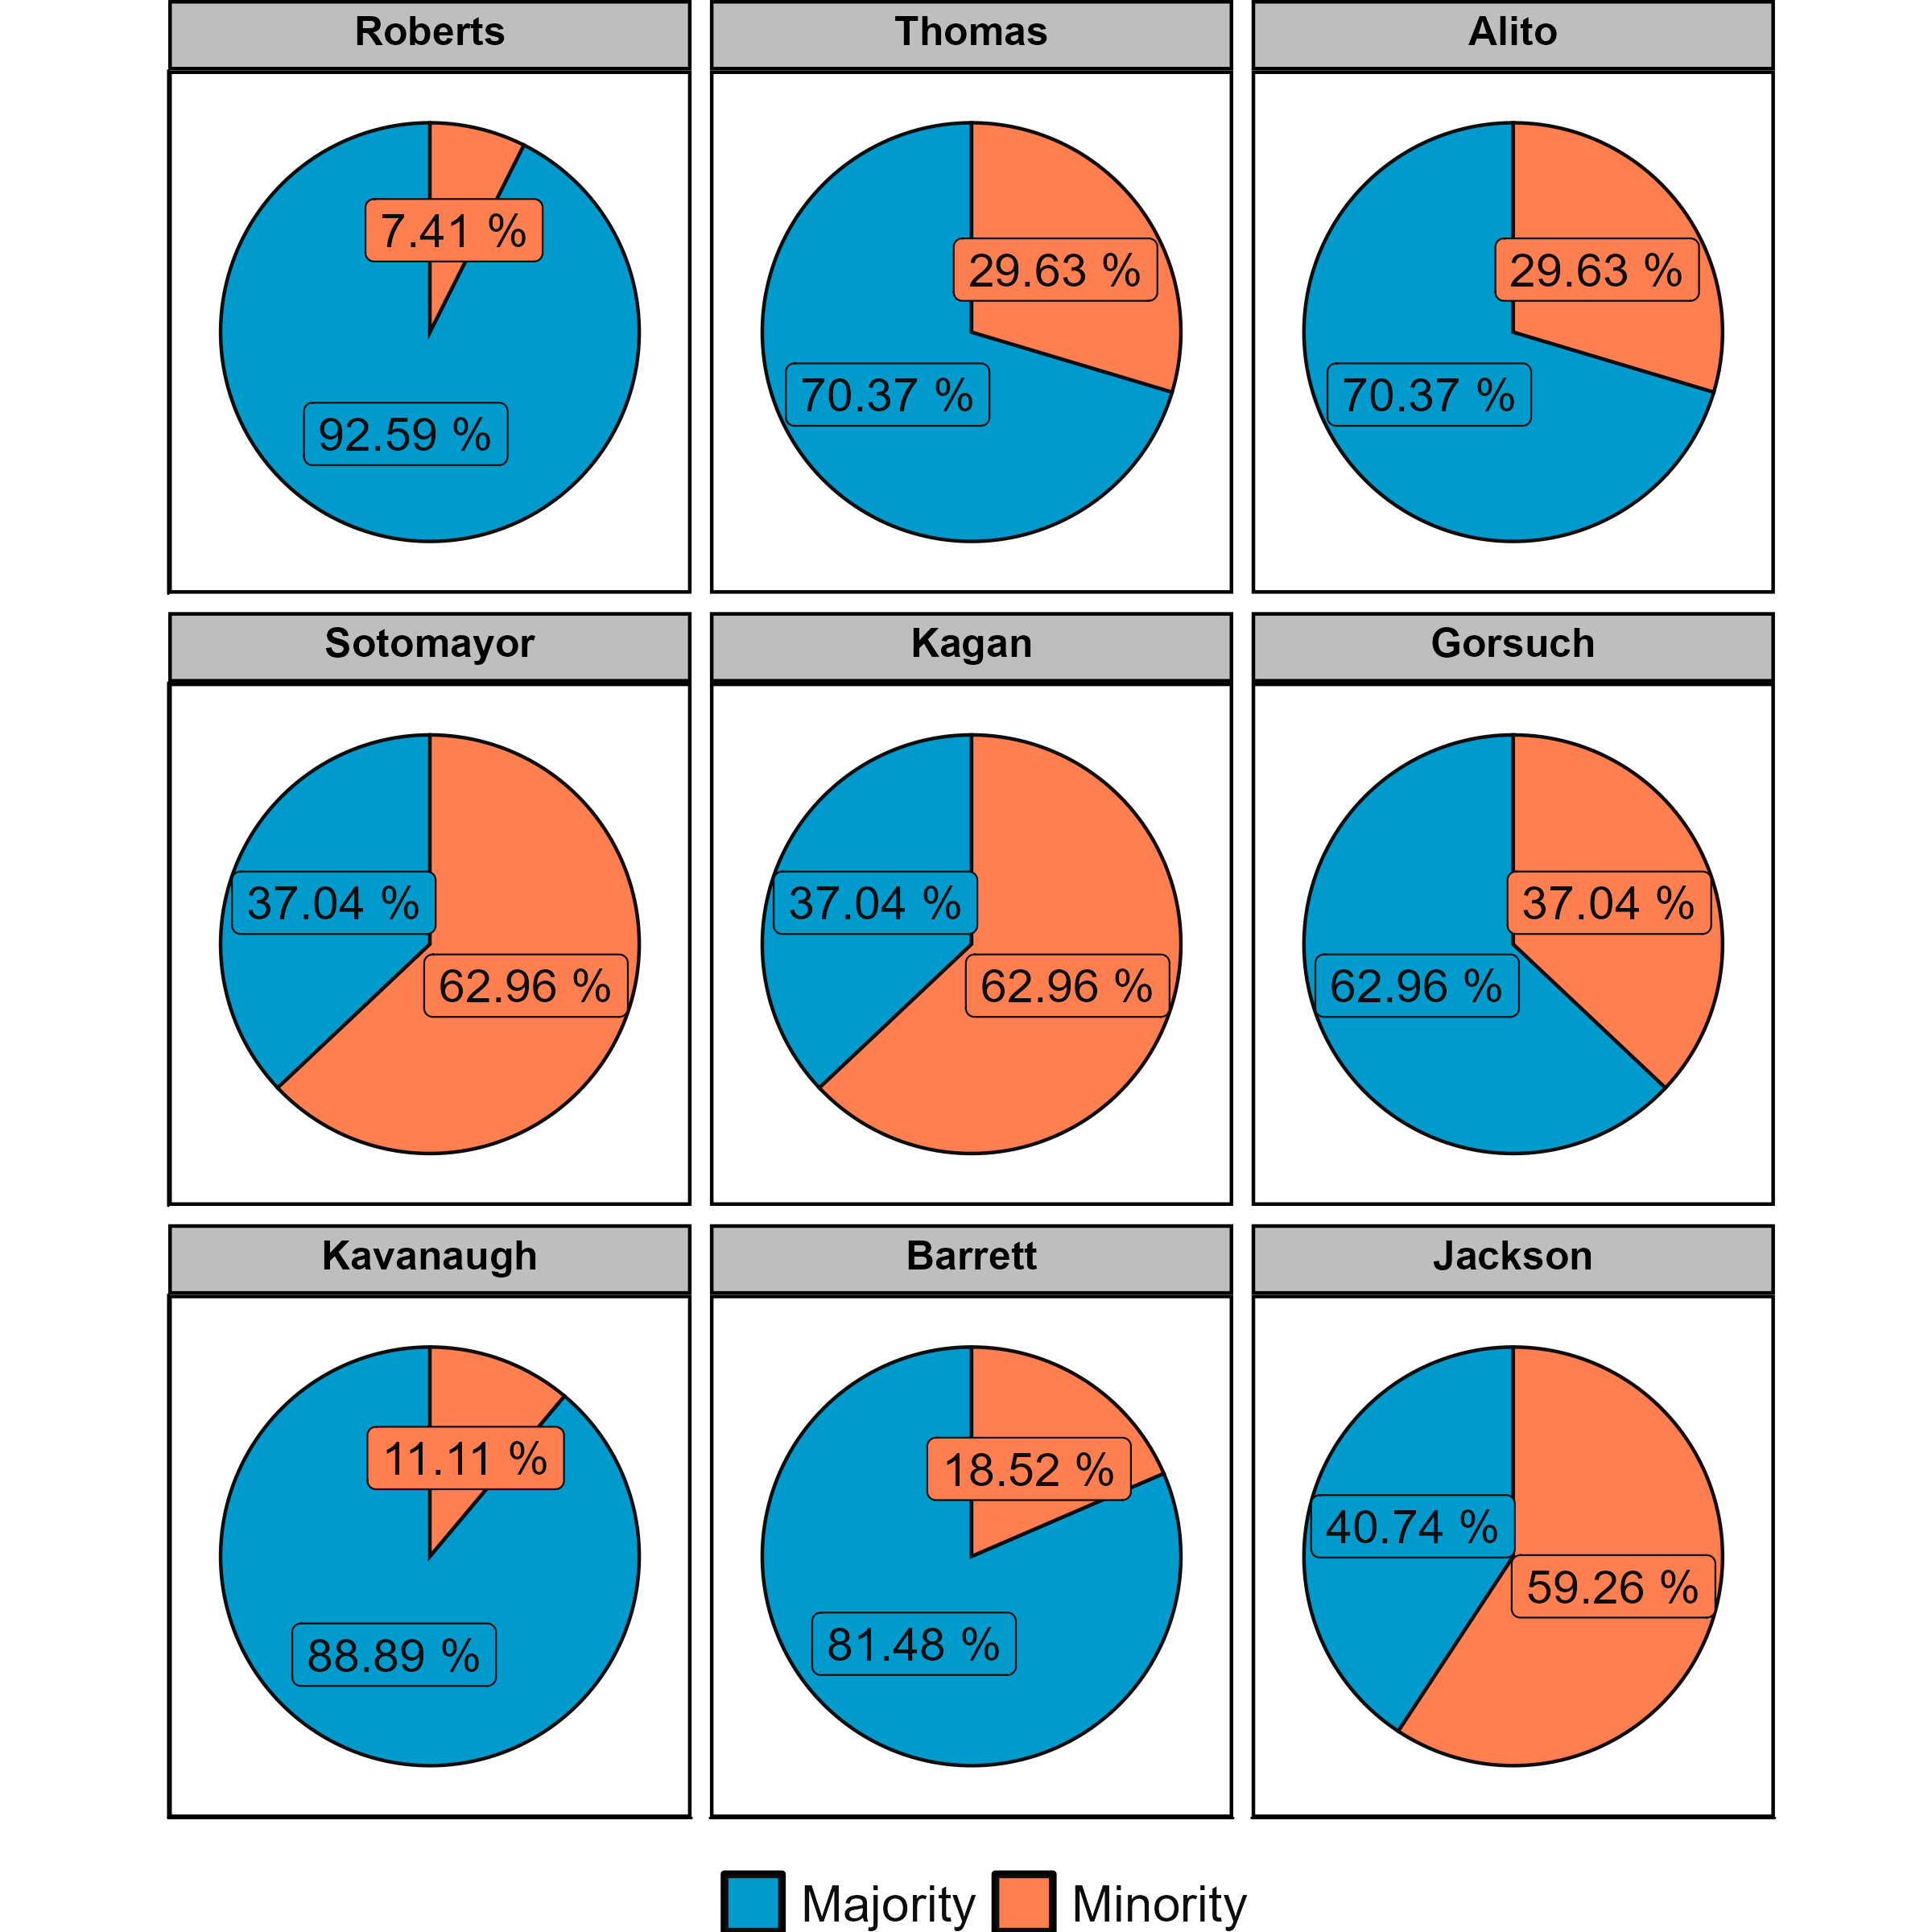 Roberts Thomas Alito
7.41 %
29.63 % 29.63 %
70.37 % 70.37 %
92.59 %
Sotomayor Kagan Gorsuch
37.04 % 37.04 % 37.04 %
62.96 % 62.96 % 62.96 %
Kavanaugh Barrett Jackson
11.11 % 18.52 %
40.74 %
59.26 %
88.89 % 81.48 %
Majority Minority